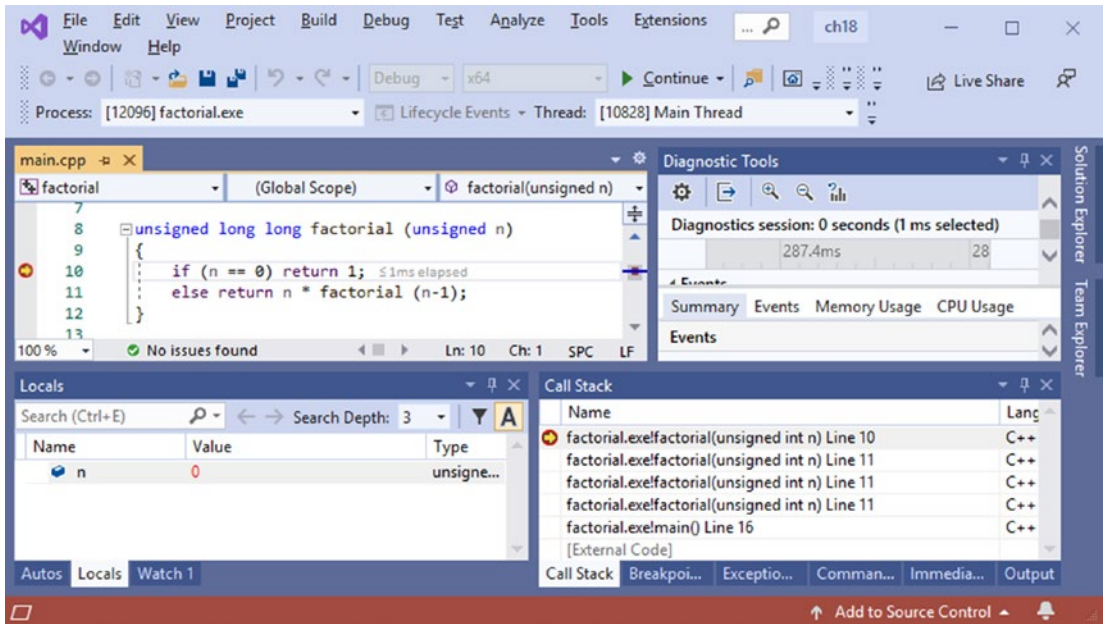 File Edit View Project Build Debug Test Analyze Tools Extensions ... ch18
Window Help
Debug x64 Continue Live Share
Process: [12096] factorial.exe Lifecycle Events Thread: [10828] Main Thread
main.cpp
factorial (Global Scope) factorial(unsigned n)
7
8 unsigned long long factorial (unsigned n)
9 {
10 if (n == 0) return 1; ≤1ms elapsed
11 else return n * factorial (n-1);
12 }
13
100 % No issues found Ln: 10 Ch: 1 SPC LF
Diagnostic Tools
Diagnostics session: 0 seconds (1 ms selected)
287.4ms 28
Events
Summary Events Memory Usage CPU Usage
Events
Solution Explorer
Team Explorer
Locals
Search (Ctrl+E) Search Depth: 3 A
Name Value Type
n 0 unsigne...
Autos Locals Watch 1
Call Stack
Name Lang
factorial.exe!factorial(unsigned int n) Line 10 C++
factorial.exe!factorial(unsigned int n) Line 11 C++
factorial.exe!factorial(unsigned int n) Line 11 C++
factorial.exe!factorial(unsigned int n) Line 11 C++
factorial.exe!main() Line 16 C++
[External Code]
Call Stack Breakpoi... Exceptio... Comman... Immedia... Output
Add to Source Control